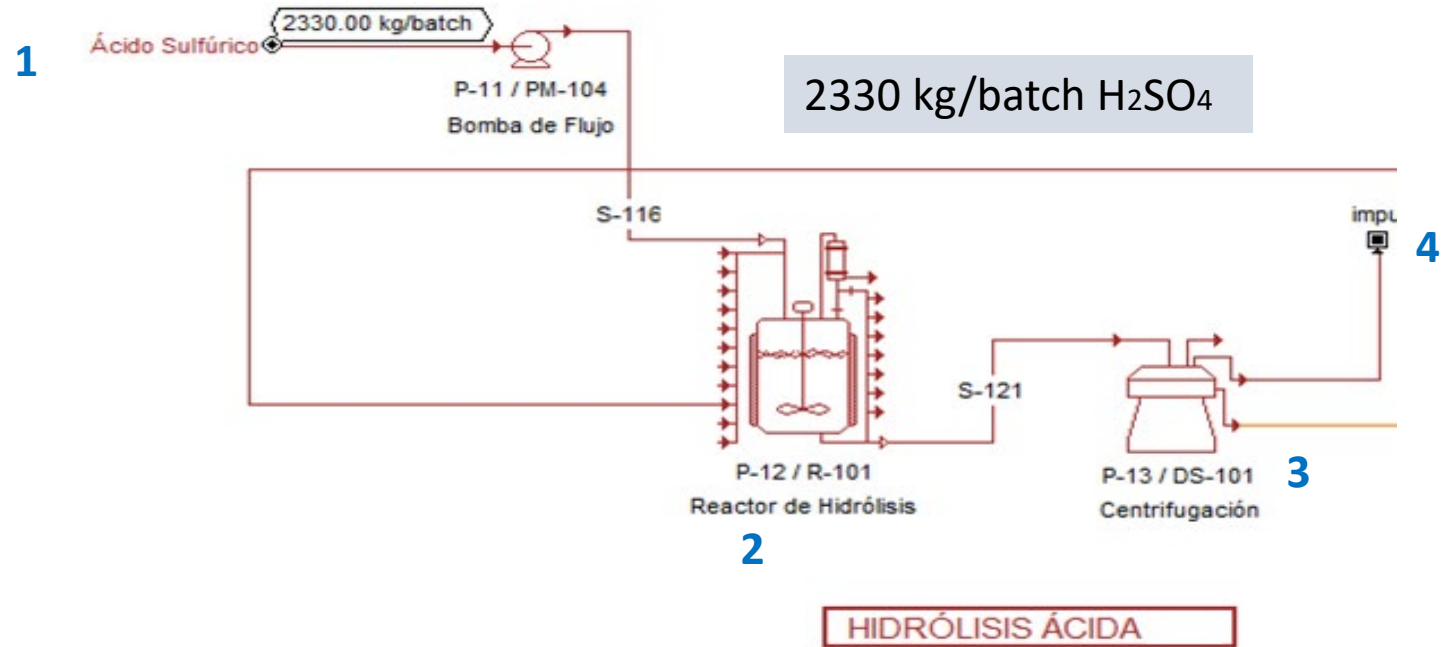 2330.00 kg/batch
1
Ácido Sulfúrico
P-11 / PM-104
Bomba de Flujo
2330 kg/batch H₂SO₄
S-116
impu
4
S-121
P-12 / R-101
Reactor de Hidrólisis
2
P-13 / DS-101
Centrifugación
3
HIDRÓLISIS ÁCIDA